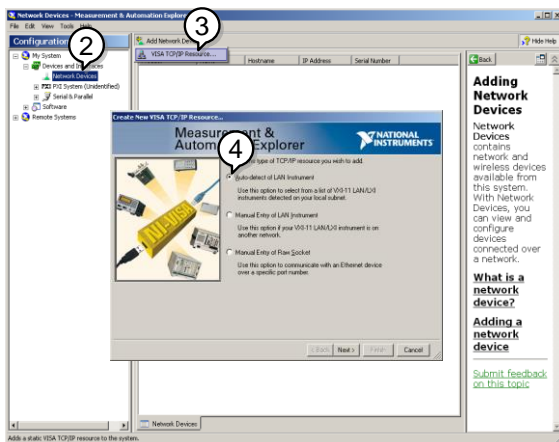 Network Devices - Measurement & Automation Explorer
File Edit View Tools Help
Configuration
2
My System
Devices and Interfaces
Network Devices
PXI PXI System (Unidentified)
Serial & Parallel
Software
Remote Systems
Add Network Dev
3
Hide Help
VISA TCP/IP Resource...
Hostname
IP Address
Serial Number
Create New VISA TCP/IP Resource...
Measurement &
Automation Explorer
NATIONAL
INSTRUMENTS
4
type of TCP/IP resource you wish to add.
Auto-detect of LAN Instrument
Use this option to select from a list of VXI-11 LAN/LXI
instruments detected on your local subnet.
Manual Entry of LAN Instrument
Use this option if your VXI-11 LAN/LXI instrument is on
another network.
Manual Entry of Raw Socket
Use this option to communicate with an Ethernet device
over a specific port number.
NI-VISA
< Back
Next >
Finish
Cancel
Back
Adding
Network
Devices
Network
Devices
contains
network and
wireless devices
available from
this system.
With Network
Devices, you
can view and
configure
devices
connected over
a network.
What is a
network
device?
Adding a
network
device
Submit feedback
on this topic
Network Devices
Adds a static VISA TCP/IP resource to the system.